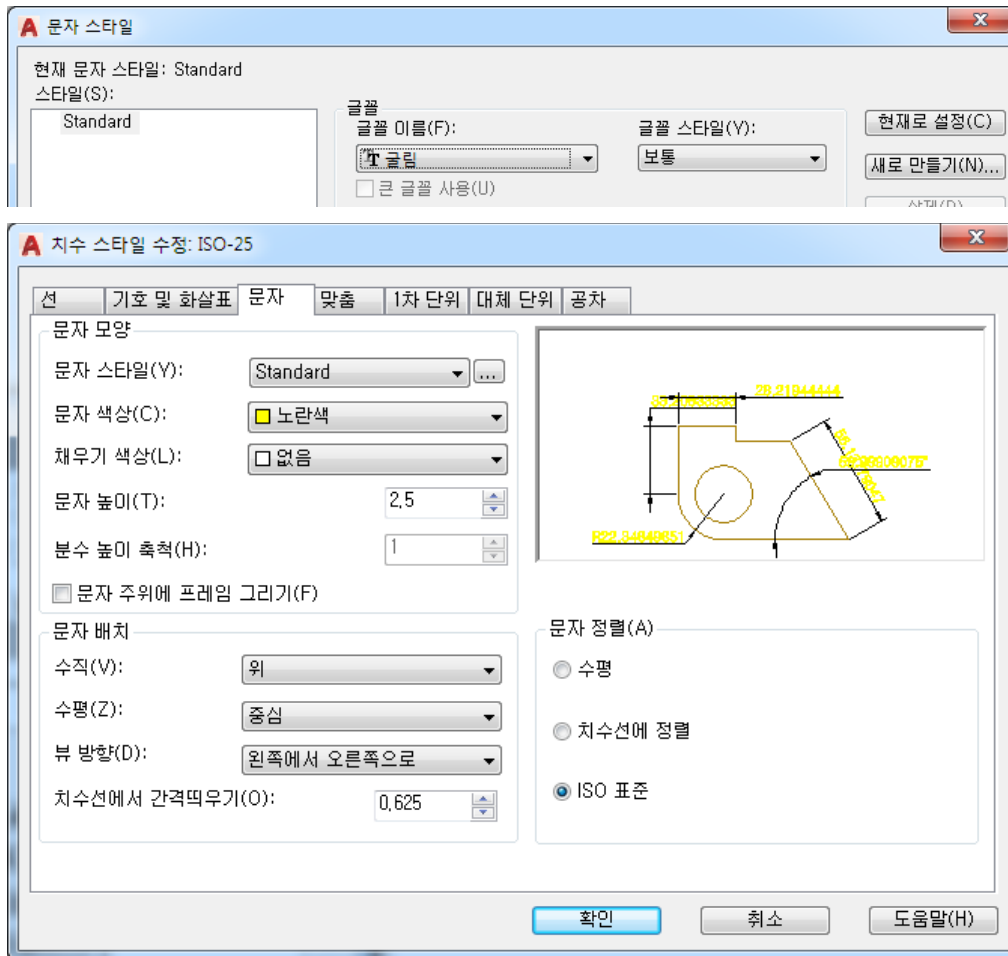 문자 스타일
현재 문자 스타일: Standard
스타일(S):
Standard
글꼴
글꼴 이름(F):
굴림
큰 글꼴 사용(U)
글꼴 스타일(Y):
보통
현재로 설정(C)
새로 만들기(N)...
삭제(D)
치수 스타일 수정: ISO-25
선 기호 및 화살표 문자 맞춤 1차 단위 대체 단위 공차
문자 모양
문자 스타일(Y): Standard ...
문자 색상(C): 노란색
채우기 색상(L): 없음
문자 높이(T): 2,5
분수 높이 축척(H): 1
문자 주위에 프레임 그리기(F)
28,21944444
R22,34649651
문자 배치
수직(V): 위
수평(Z): 중심
뷰 방향(D): 왼쪽에서 오른쪽으로
치수선에서 간격띄우기(O): 0,625
문자 정렬(A)
수평
치수선에 정렬
ISO 표준
확인 취소 도움말(H)